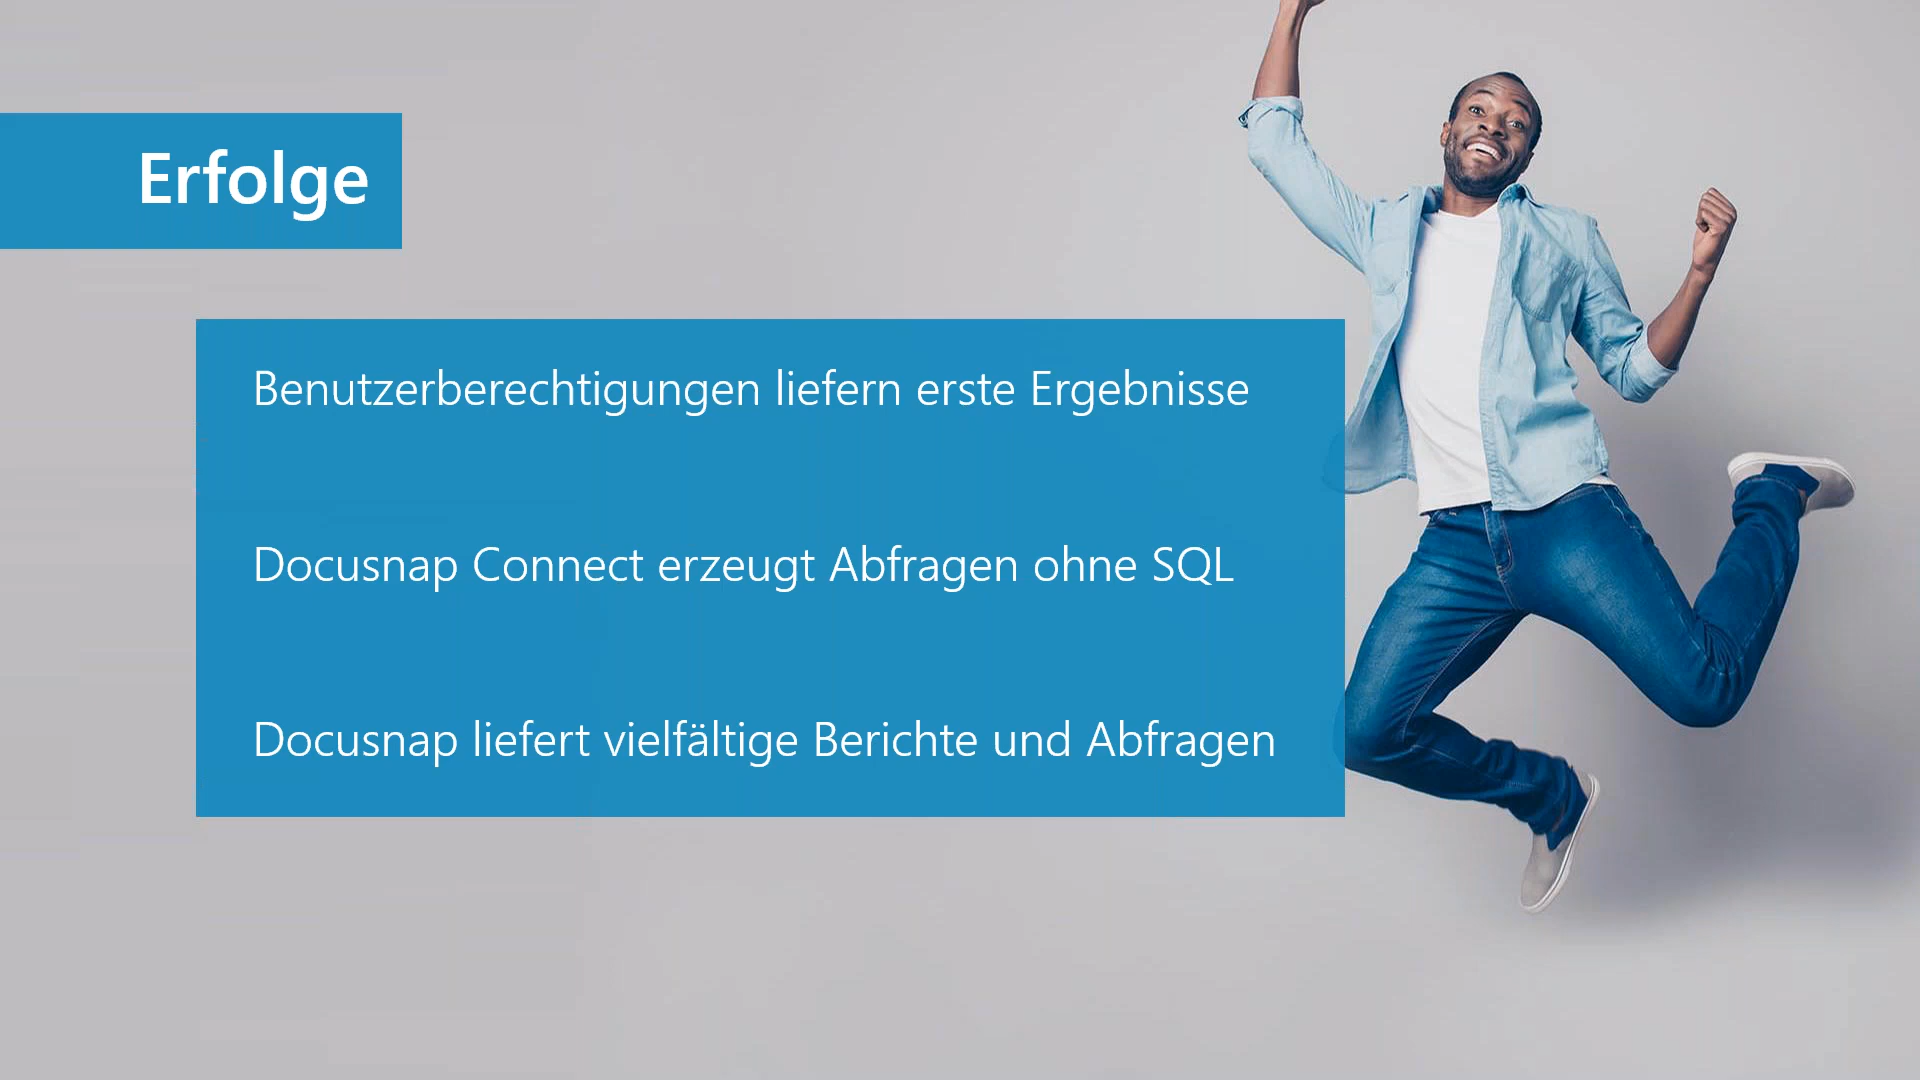 Erfolge
Benutzerberechtigungen liefern erste Ergebnisse
Docusnap Connect erzeugt Abfragen ohne SQL
Docusnap liefert vielfältige Berichte und Abfragen